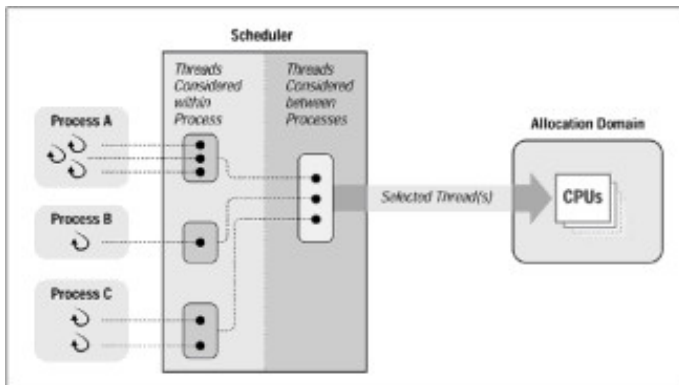 Scheduler
Threads
Considered
within
Process
Threads
Considered
between
Processes
Process A
Process B
Process C
Selected Thread(s)
Allocation Domain
CPUs